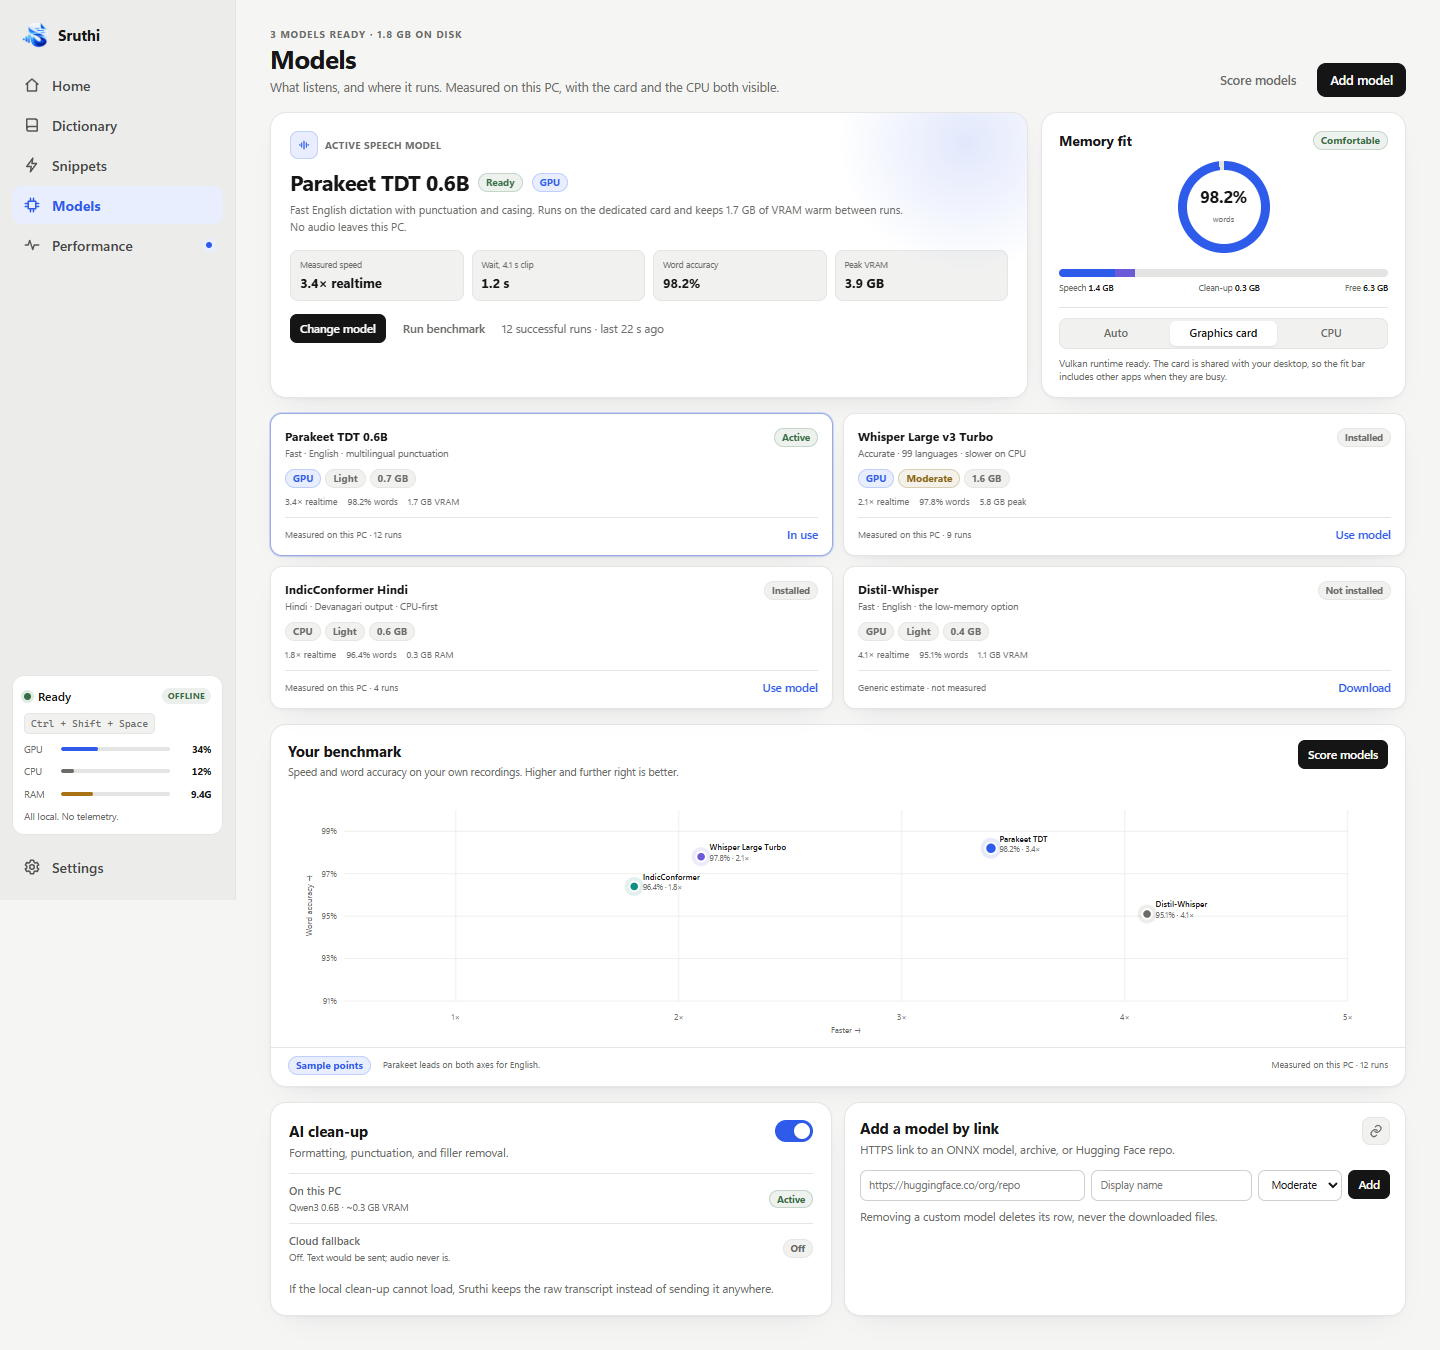 Sruthi
Home
Dictionary
Snippets
Models
Performance
Ready
OFFLINE
Ctrl + Shift + Space
GPU 34%
CPU 12%
RAM 9.4G
All local. No telemetry.
Settings
3 MODELS READY · 1.8 GB ON DISK
Models
What listens, and where it runs. Measured on this PC, with the card and the CPU both visible.
Score models
Add model
ACTIVE SPEECH MODEL
Parakeet TDT 0.6B Ready GPU
Fast English dictation with punctuation and casing. Runs on the dedicated card and keeps 1.7 GB of VRAM warm between runs.
No audio leaves this PC.
Measured speed
3.4× realtime
Wait, 4.1 s clip
1.2 s
Word accuracy
98.2%
Peak VRAM
3.9 GB
Change model Run benchmark 12 successful runs · last 22 s ago
Memory fit Comfortable
98.2%
words
Speech 1.4 GB Clean-up 0.3 GB Free 6.3 GB
Auto Graphics card CPU
Vulkan runtime ready. The card is shared with your desktop, so the fit bar
includes other apps when they are busy.
Parakeet TDT 0.6B Active
Fast · English · multilingual punctuation
GPU Light 0.7 GB
3.4× realtime 98.2% words 1.7 GB VRAM
Measured on this PC · 12 runs In use
Whisper Large v3 Turbo Installed
Accurate · 99 languages · slower on CPU
GPU Moderate 1.6 GB
2.1× realtime 97.8% words 5.8 GB peak
Measured on this PC · 9 runs Use model
IndicConformer Hindi Installed
Hindi · Devanagari output · CPU-first
CPU Light 0.6 GB
1.8× realtime 96.4% words 0.3 GB RAM
Measured on this PC · 4 runs Use model
Distil-Whisper Not installed
Fast · English · the low-memory option
GPU Light 0.4 GB
4.1× realtime 95.1% words 1.1 GB VRAM
Generic estimate · not measured Download
Your benchmark
Speed and word accuracy on your own recordings. Higher and further right is better.
Score models
Word accuracy →
99%
97%
95%
93%
91%
Parakeet TDT
98.2% · 3.4×
Whisper Large Turbo
97.8% · 2.1×
IndicConformer
96.4% · 1.8×
Distil-Whisper
95.1% · 4.1×
1× 2× 3× 4× 5×
Faster →
Sample points Parakeet leads on both axes for English. Measured on this PC · 12 runs
AI clean-up
Formatting, punctuation, and filler removal.
On this PC
Qwen3 0.6B · ~0.3 GB VRAM
Active
Cloud fallback
Off. Text would be sent; audio never is.
Off
If the local clean-up cannot load, Sruthi keeps the raw transcript instead of sending it anywhere.
Add a model by link
HTTPS link to an ONNX model, archive, or Hugging Face repo.
https://huggingface.co/org/repo Display name Moderate Add
Removing a custom model deletes its row, never the downloaded files.